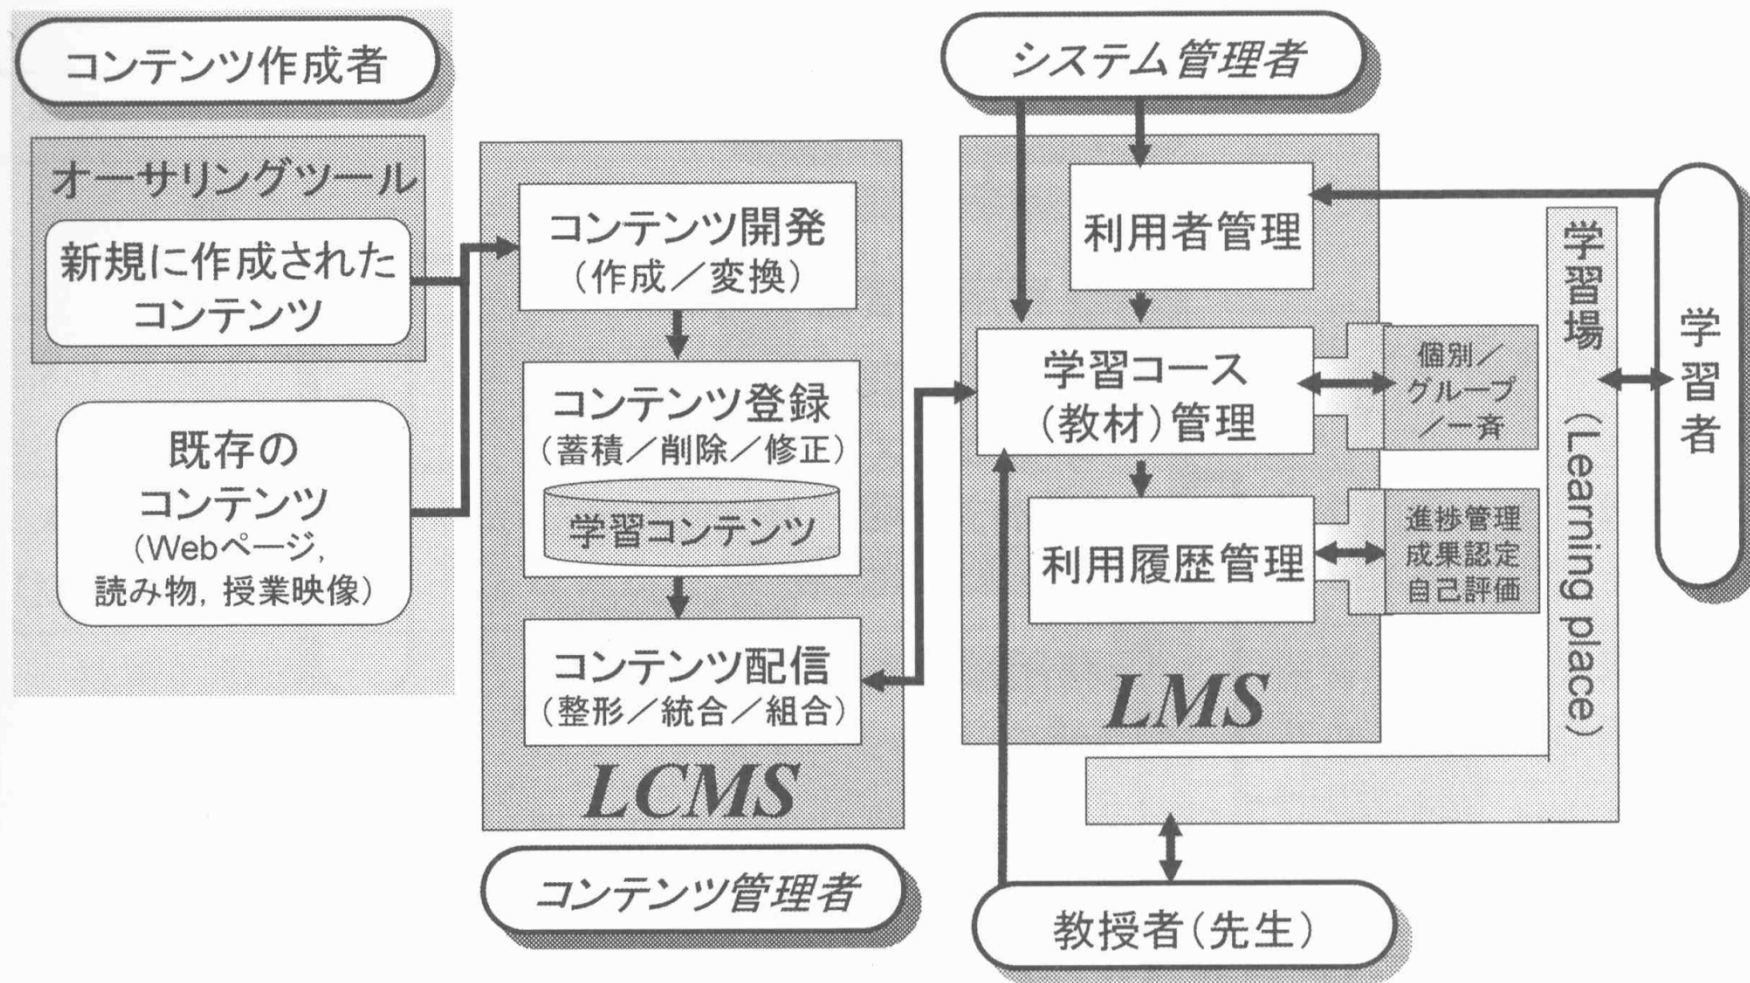 コンテンツ作成者
オーサリングツール
新規に作成された
コンテンツ
既存の
コンテンツ
(Webページ,
読み物, 授業映像)
コンテンツ開発
(作成／変換)
コンテンツ登録
(蓄積／削除／修正)
学習コンテンツ
コンテンツ配信
(整形／統合／組合)
LCMS
コンテンツ管理者
システム管理者
利用者管理
学習コース
(教材)管理
利用履歴管理
LMS
個別／
グループ
／一斉
進捗管理
成果認定
自己評価
学習場 (Learning place)
学習者
教授者(先生)